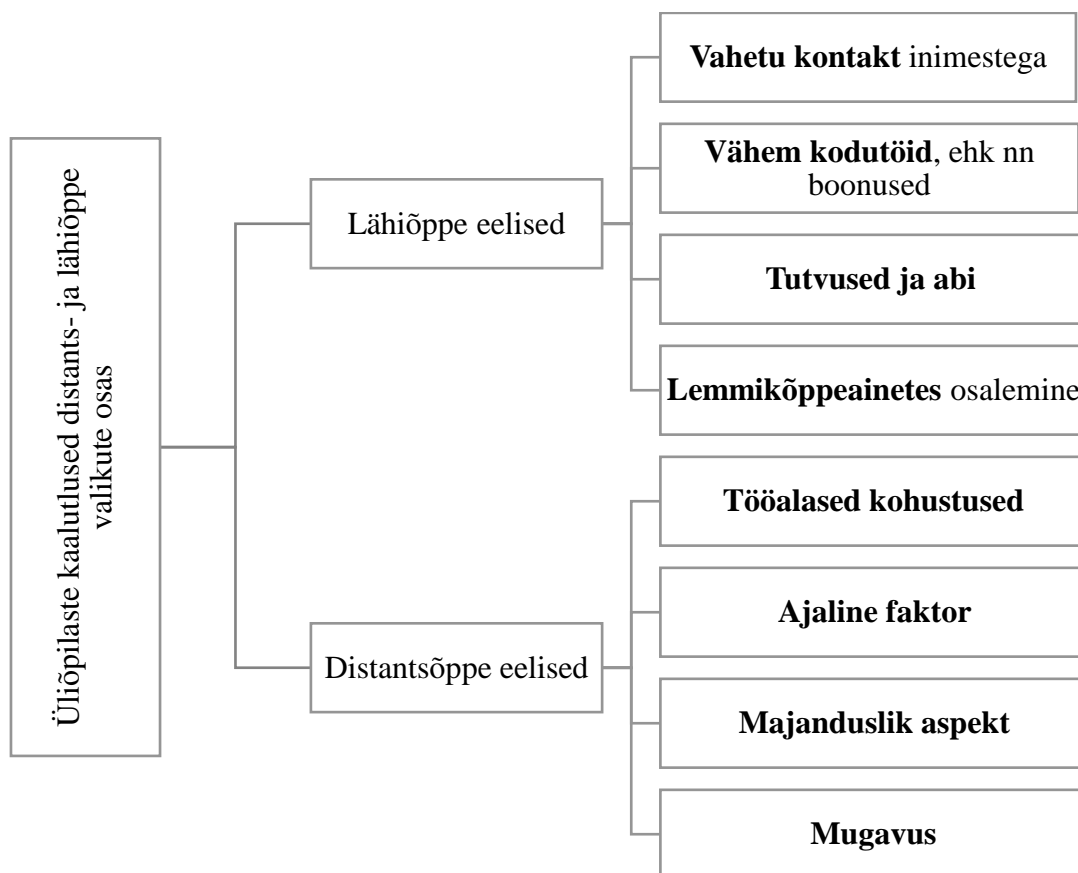 Üliõpilaste kaalutlused distants- ja lähiõppe
valikute osas
Lähiõppe eelised
Vahetu kontakt inimestega
Vähem kodutöid, ehk nn
boonused
Tutvused ja abi
Lemmikõppeainetes osalemine
Distantsõppe eelised
Tööalased kohustused
Ajaline faktor
Majanduslik aspekt
Mugavus